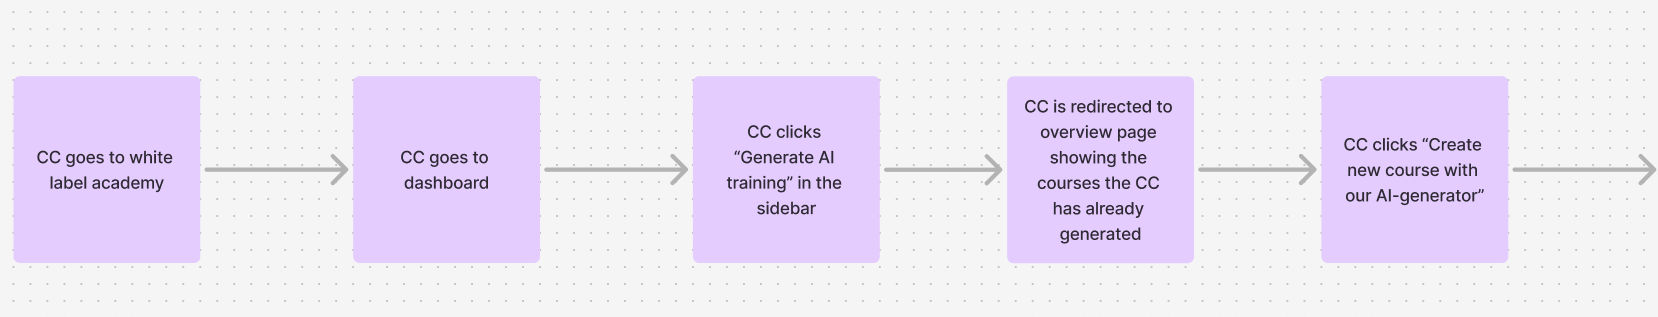 CC goes to white
label academy
CC goes to
dashboard
CC clicks
“Generate AI
training” in the
sidebar
CC is redirected to
overview page
showing the
courses the CC
has already
generated
CC clicks “Create
new course with
our AI-generator”